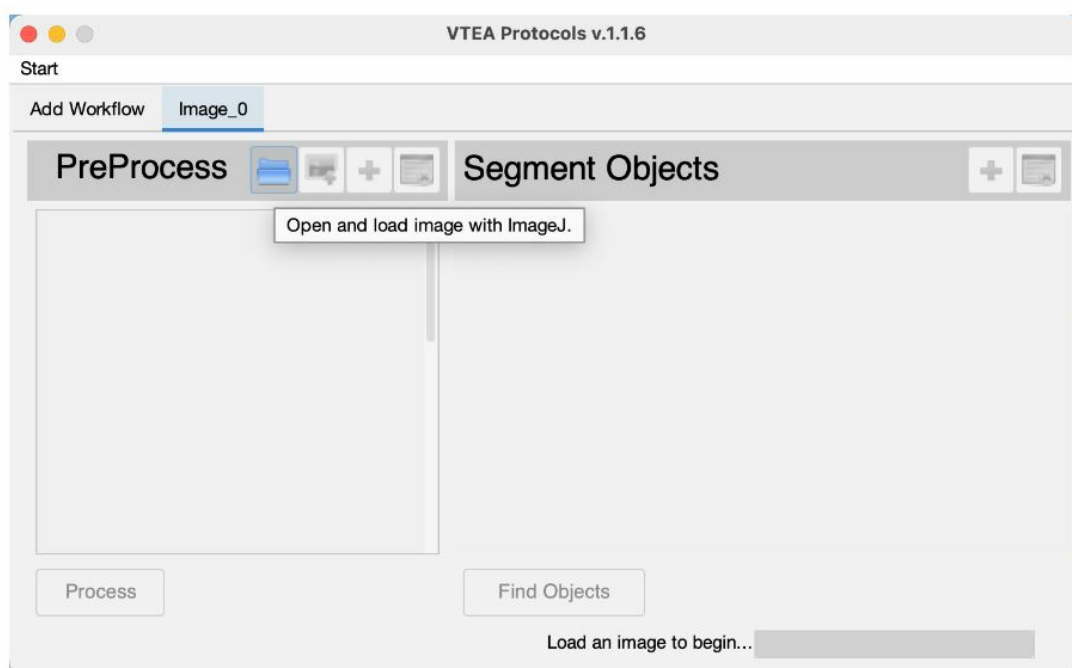 VTEA Protocols v.1.1.6
Start
Add Workflow Image_0
PreProcess Segment Objects
Open and load image with ImageJ.
Process Find Objects
Load an image to begin...